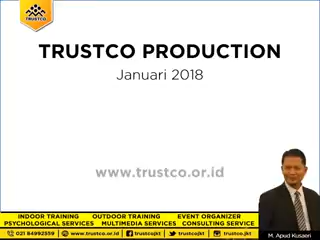 TRUSTCO
TRUSTCO PRODUCTION
Januari 2018
www.trustco.or.id
INDOOR TRAINING OUTDOOR TRAINING EVENT ORGANIZER
PSYCHOLOGICAL SERVICES MULTIMEDIA SERVICES CONSULTING SERVICE
021 84992559 www.trustco.or.id trustcojkt trustcojkt trustco.jkt
M. Apud Kusaeri